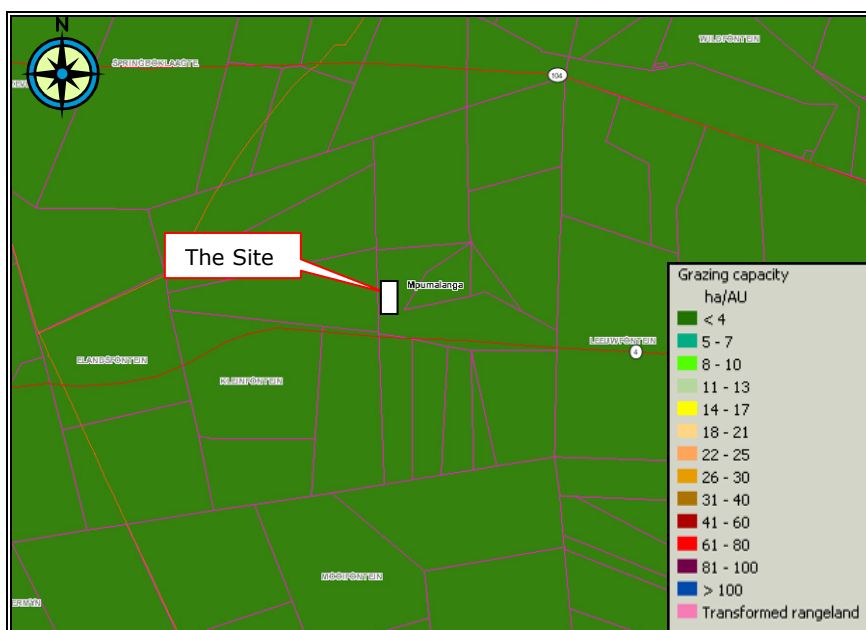 N
SPRINGBOKLAAGTE
WILDFONTEIN
104
The Site
Mpumalanga
LEEUWFONTEIN
4
ELANDSFONTEIN
KLEINFONTEIN
MOOIFONTEIN
ERMYN
Grazing capacity
ha/AU
< 4
5 - 7
8 - 10
11 - 13
14 - 17
18 - 21
22 - 25
26 - 30
31 - 40
41 - 60
61 - 80
81 - 100
> 100
Transformed rangeland